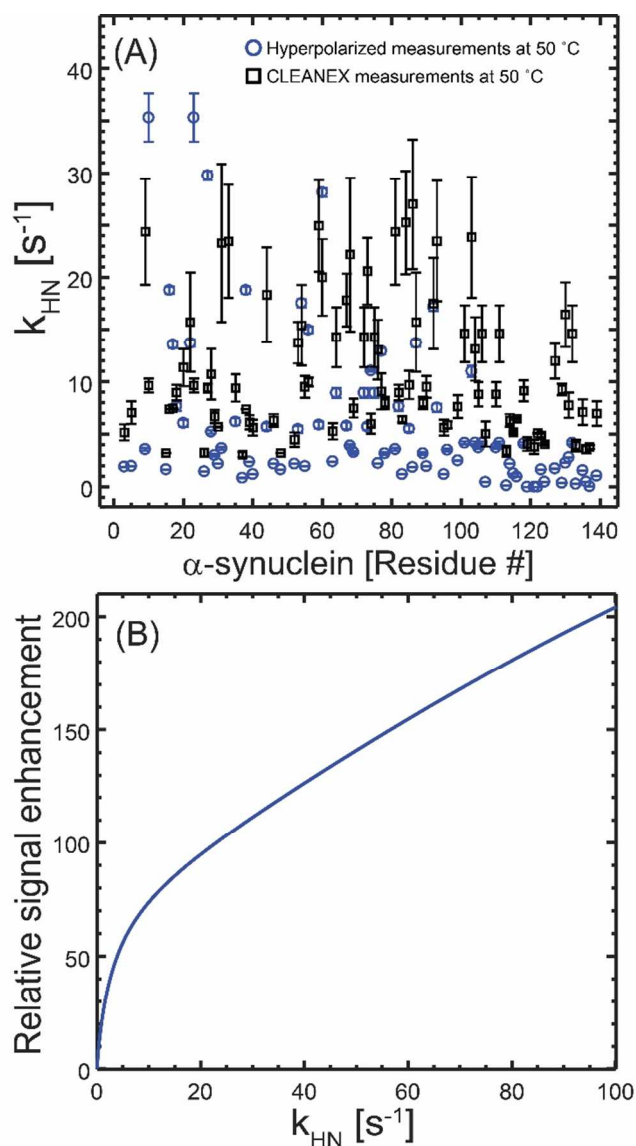 (A)
Hyperpolarized measurements at 50 °C
CLEANEX measurements at 50 °C
40
30
20
10
0
k_HN [s⁻¹]
0 20 40 60 80 100 120 140
α-synuclein [Residue #]
(B)
200
150
100
50
0
Relative signal enhancement
0 20 40 60 80 100
k_HN [s⁻¹]